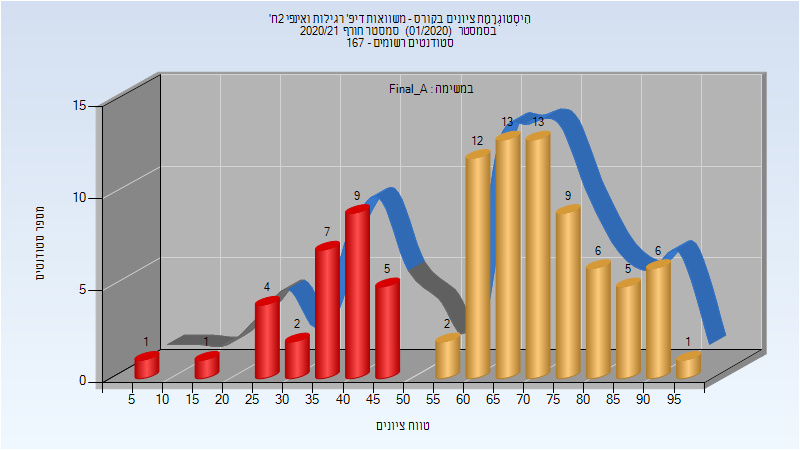 היסטוגרמת ציונים בקורס - משוואות דיפ' רגילות ואינפי 2ח'
בסמסטר (01/2020) סמסטר חורף 2020/21
סטודנטים רשומים - 167
במשימה : Final_A
מספר סטודנטים
15
10
5
0
1
1
4
2
7
9
5
2
12
13
13
9
6
5
6
1
5 10 15 20 25 30 35 40 45 50 55 60 65 70 75 80 85 90 95
טווח ציונים